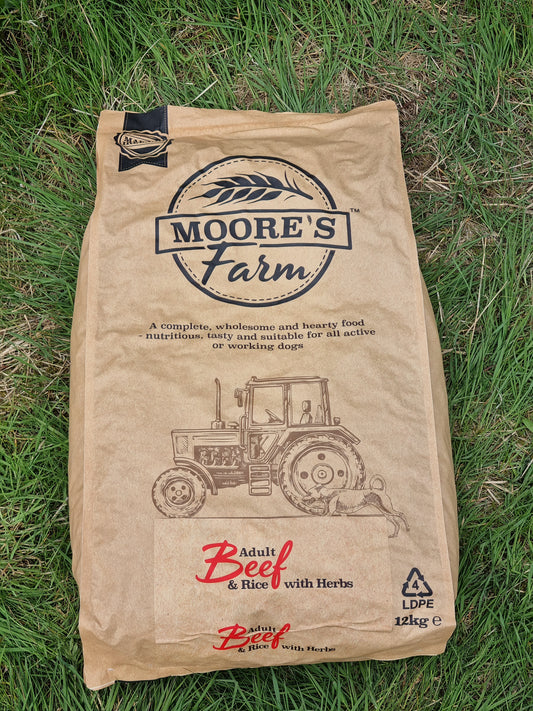 MOORE'S TM
Farm
A complete, wholesome and hearty food
- nutritious, tasty and suitable for all active
or working dogs
Adult
Beef
& Rice with Herbs
4
LDPE
12kg e
Adult
Beef
& Rice with Herbs